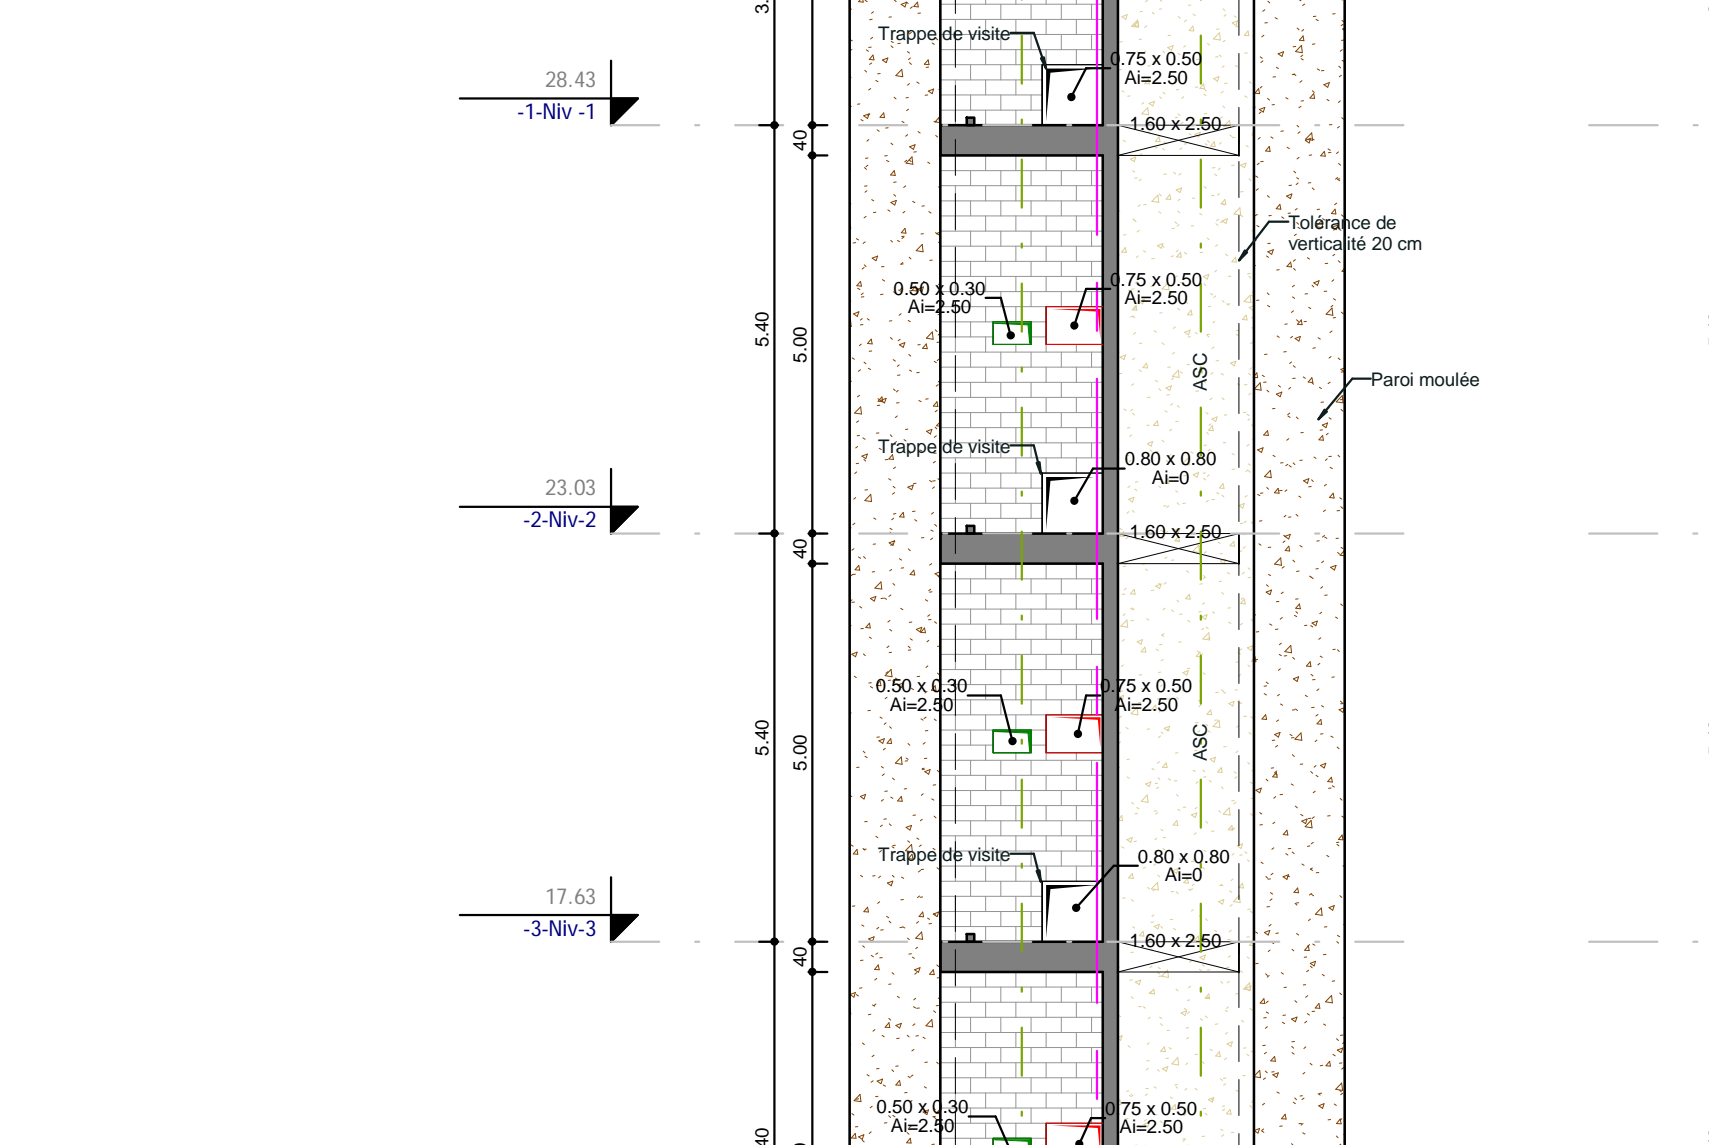 Trappe de visite
0.75 x 0.50
Ai=2.50
28.43
-1-Niv -1
1.60 x 2.50
40
Tolérance de
verticalité 20 cm
0.50 x 0.30
Ai=2.50
0.75 x 0.50
Ai=2.50
5.40
5.00
ASC
Paroi moulée
Trappe de visite
0.80 x 0.80
Ai=0
23.03
-2-Niv-2
1.60 x 2.50
40
0.50 x 0.30
Ai=2.50
0.75 x 0.50
Ai=2.50
5.40
5.00
ASC
Trappe de visite
0.80 x 0.80
Ai=0
17.63
-3-Niv-3
1.60 x 2.50
40
0.50 x 0.30
Ai=2.50
0.75 x 0.50
Ai=2.50